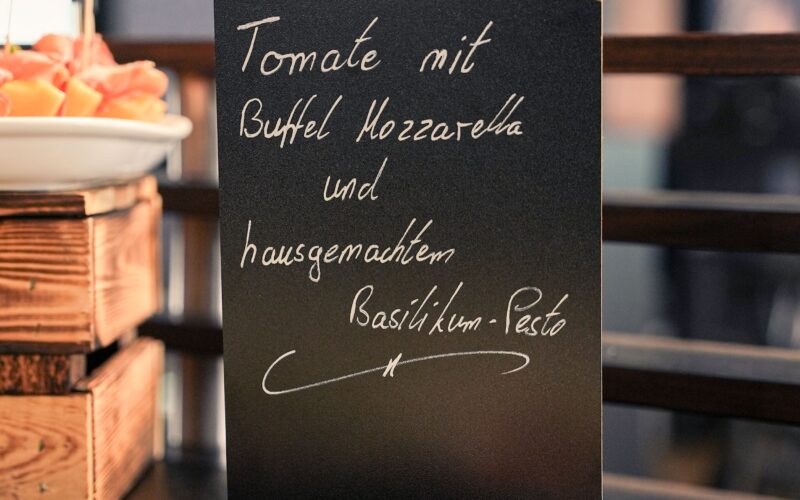 Tomate mit
Buffel Mozzarella
und
hausgemachtem
Basilikum-Pesto